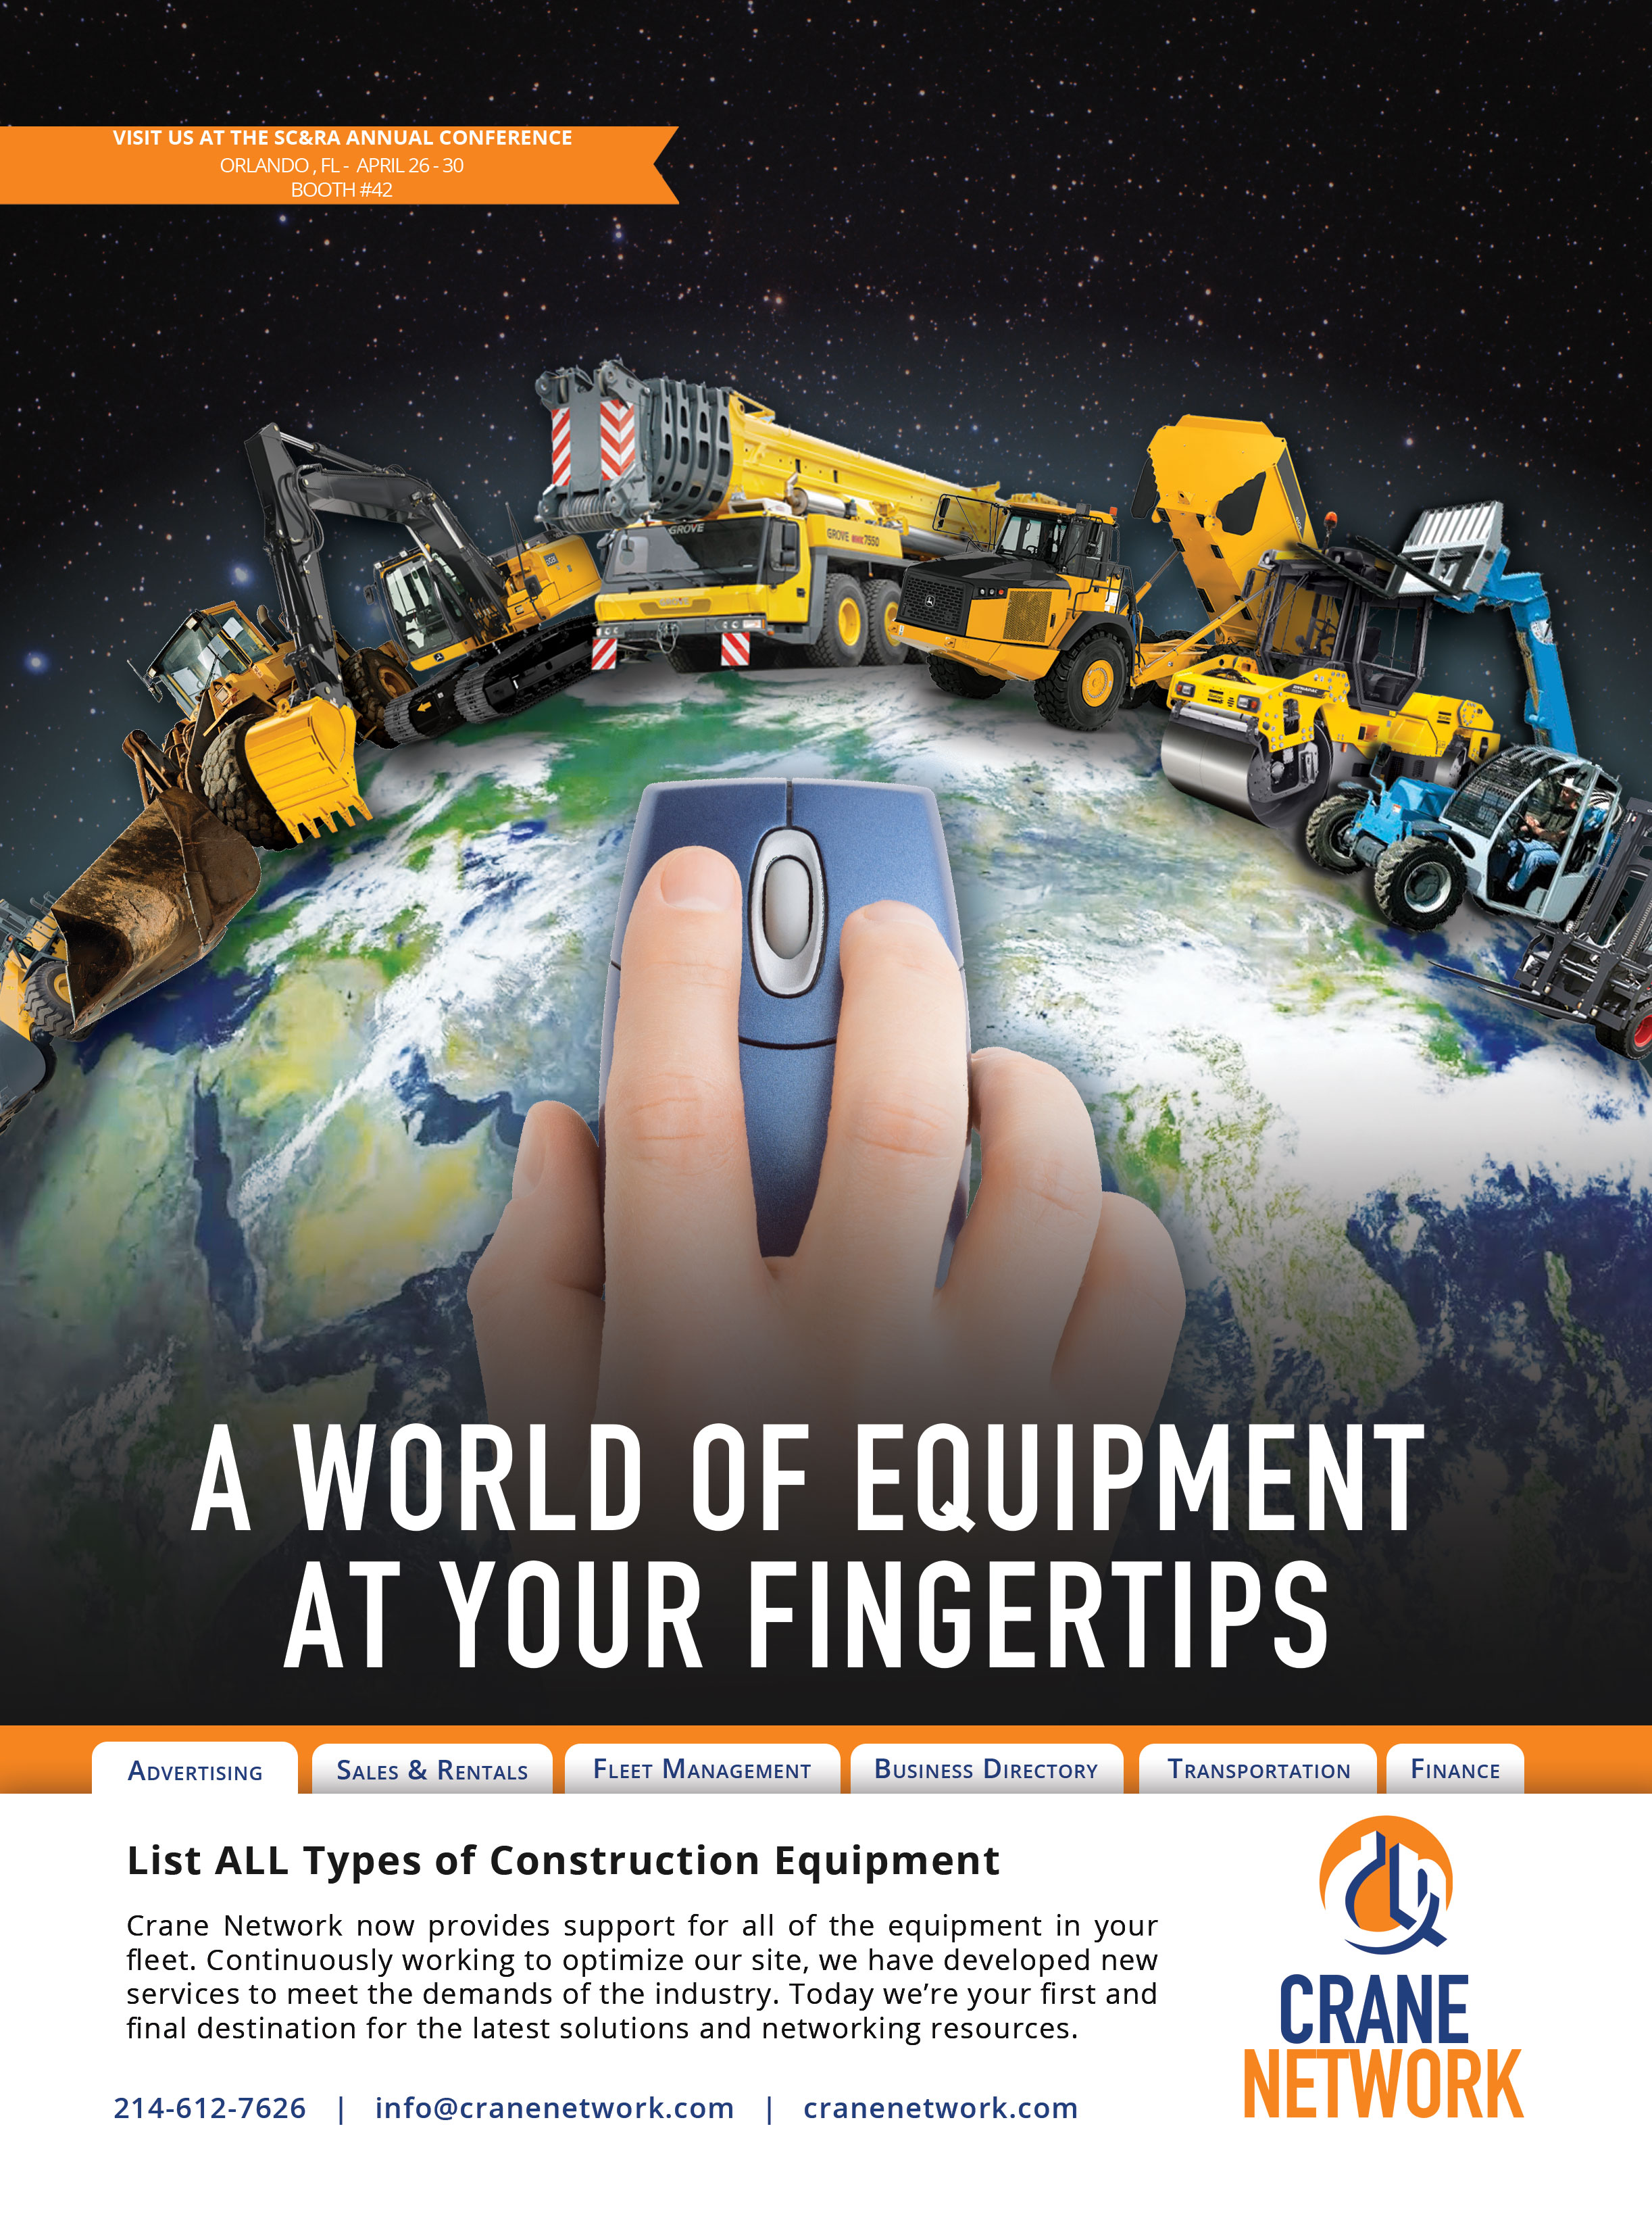 VISIT US AT THE SC&RA ANNUAL CONFERENCE
ORLANDO , FL - APRIL 26 - 30
BOOTH #42
GROVE
GROVE 7550
A WORLD OF EQUIPMENT
AT YOUR FINGERTIPS
Advertising
Sales & Rentals
Fleet Management
Business Directory
Transportation
Finance
List ALL Types of Construction Equipment
Crane Network now provides support for all of the equipment in your
fleet. Continuously working to optimize our site, we have developed new
services to meet the demands of the industry. Today we’re your first and
final destination for the latest solutions and networking resources.
214-612-7626 | info@cranenetwork.com | cranenetwork.com
CRANE
NETWORK